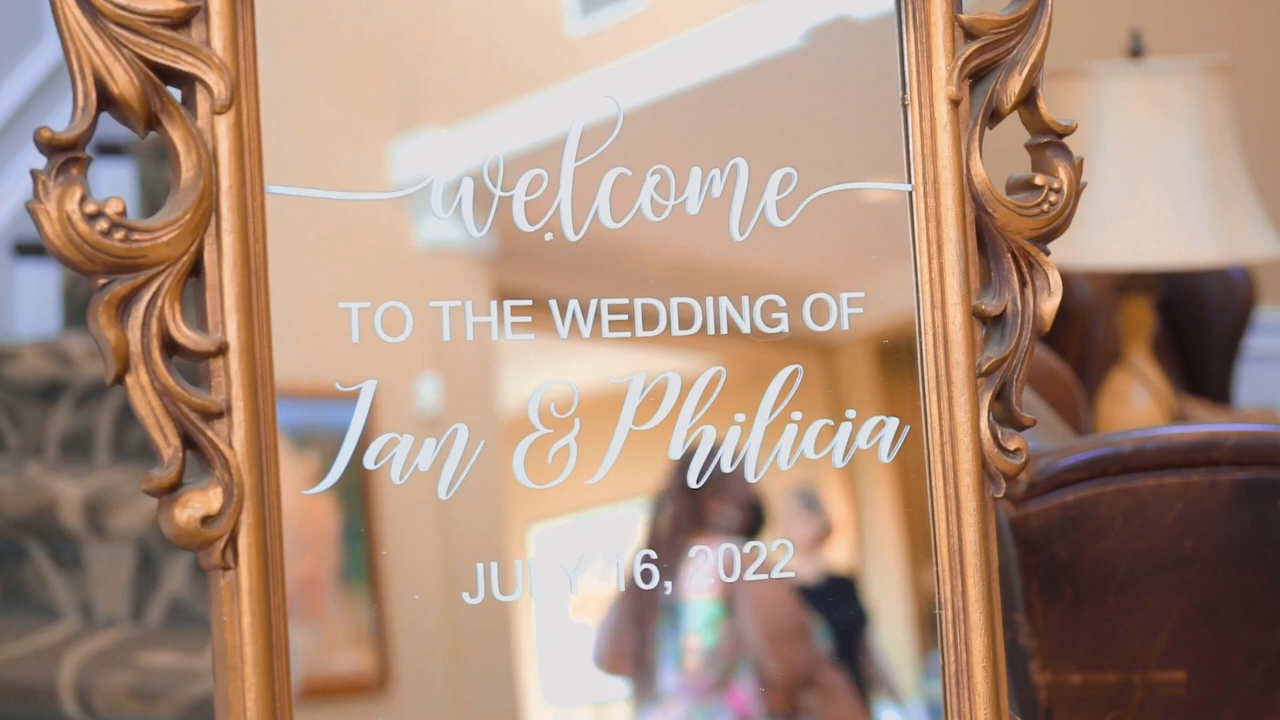 welcome
TO THE WEDDING OF
Ian & Philicia
JULY 16, 2022